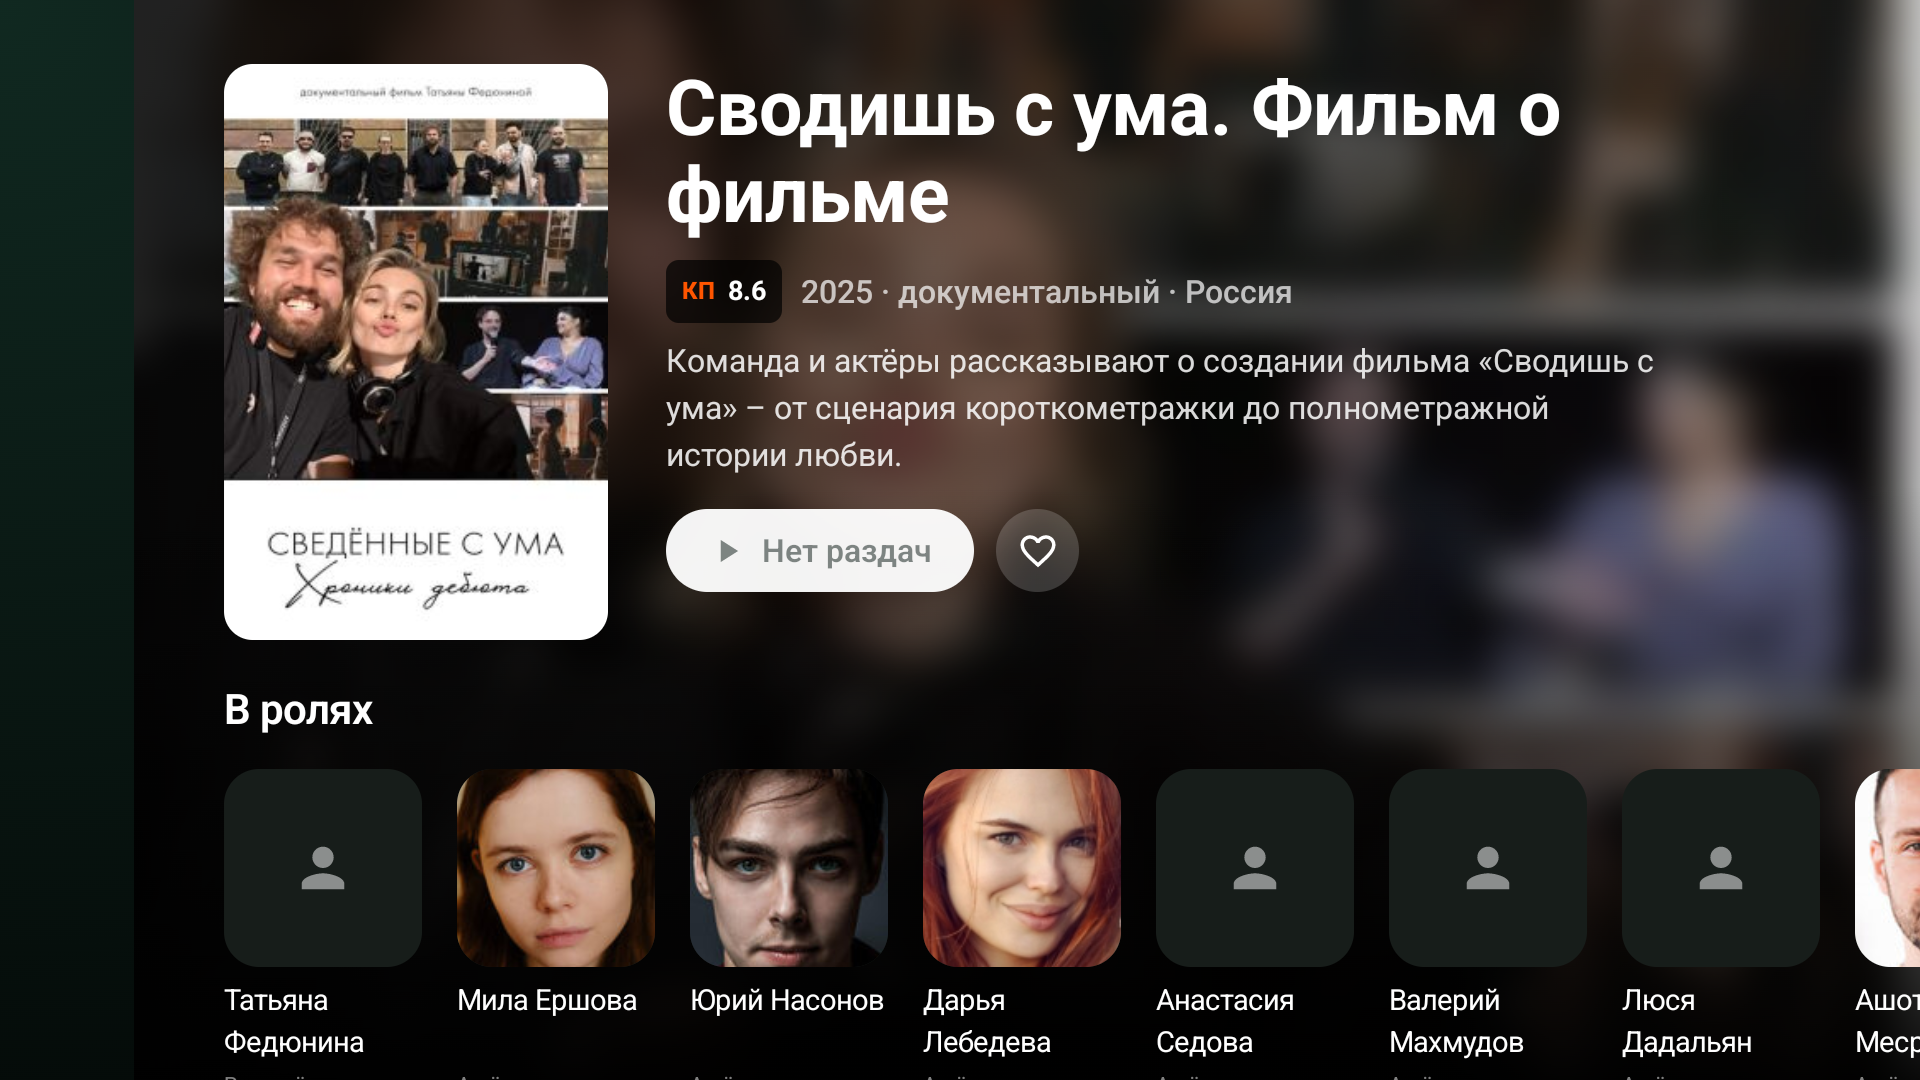 документальный фильм Татьяны Федюниной
СВЕДЁННЫЕ С УМА
Хроники дебюта
Сводишь с ума. Фильм о
фильме
КП 8.6 2025 · документальный · Россия
Команда и актёры рассказывают о создании фильма «Сводишь с
ума» – от сценария короткометражки до полнометражной
истории любви.
Нет раздач
В ролях
Татьяна
Федюнина
Мила Ершова
Юрий Насонов
Дарья
Лебедева
Анастасия
Седова
Валерий
Махмудов
Люся
Дадальян